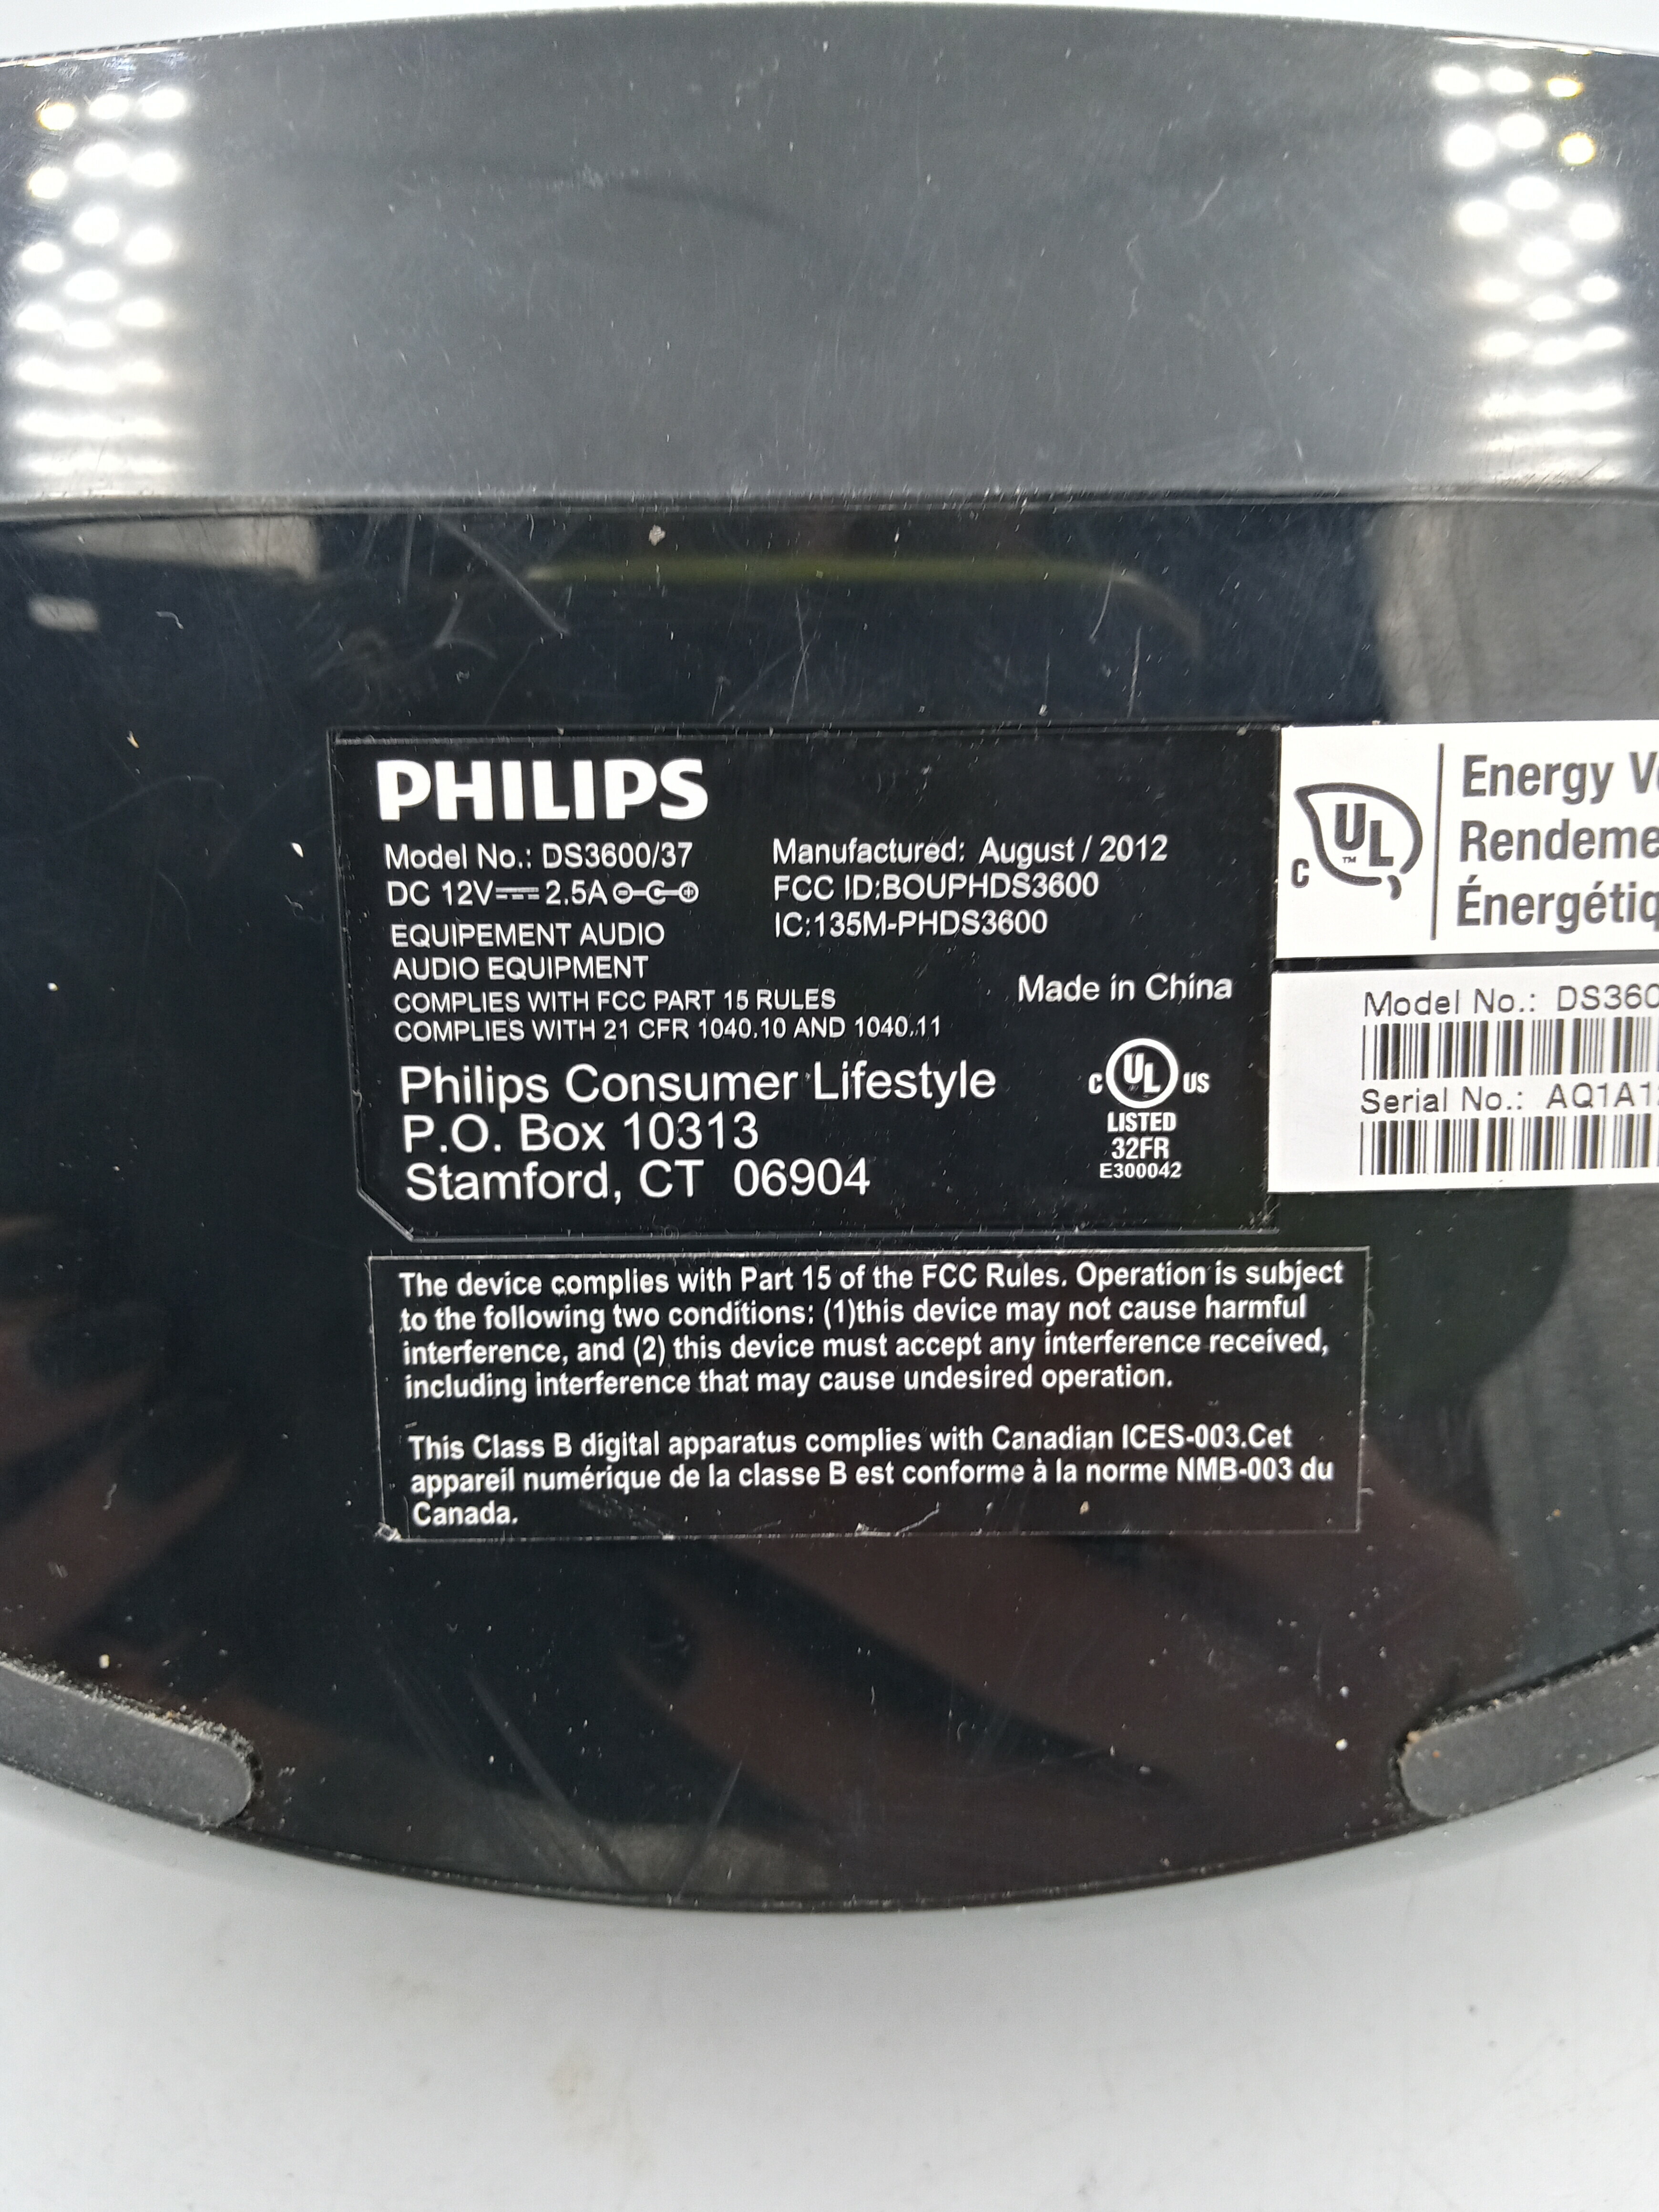 PHILIPS
Model No.: DS3600/37
DC 12V 2.5A
EQUIPEMENT AUDIO
AUDIO EQUIPMENT
COMPLIES WITH FCC PART 15 RULES
COMPLIES WITH 21 CFR 1040.10 AND 1040.11
Philips Consumer Lifestyle
P.O. Box 10313
Stamford, CT 06904
Manufactured: August / 2012
FCC ID:BOUPHDS3600
IC:135M-PHDS3600
Made in China
C UL US
LISTED
32FR
E300042
C UL TM
Energy
Énergétiq
Model No.: DS360
Serial No.: AQ1A1
The device complies with Part 15 of the FCC Rules. Operation is subject
to the following two conditions: (1)this device may not cause harmful
interference, and (2) this device must accept any interference received,
including interference that may cause undesired operation.
This Class B digital apparatus complies with Canadian ICES-003.Cet
appareil numérique de la classe B est conforme à la norme NMB-003 du
Canada.